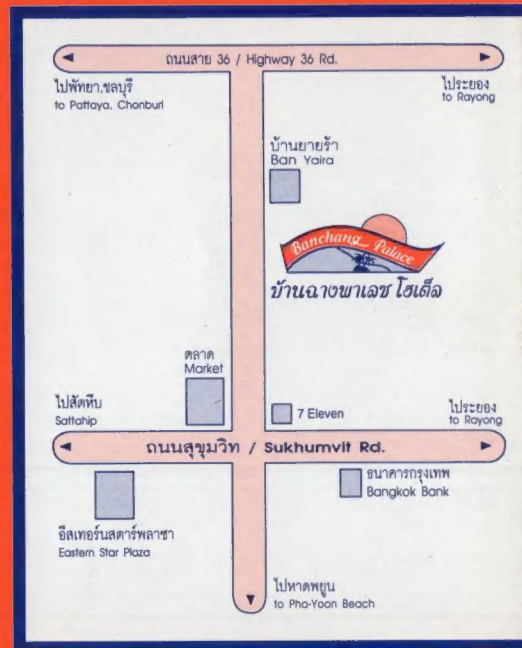 ถนนสาย 36 / Highway 36 Rd.
ไปพัทยา,ชลบุรี
to Pattaya, Chonburi
ไประยอง
to Rayong
บ้านยายร้า
Ban Yaira
Banchang Palace
บ้านฉางพาเลซ โฮเต็ล
ตลาด
Market
ไปสัตหีบ
Sattahip
7 Eleven
ไประยอง
to Rayong
ถนนสุขุมวิท / Sukhumvit Rd.
อีสเทอร์นสตาร์พลาซา
Eastern Star Plaza
ธนาคารกรุงเทพ
Bangkok Bank
ไปหาดพยูน
to Pha-Yoon Beach